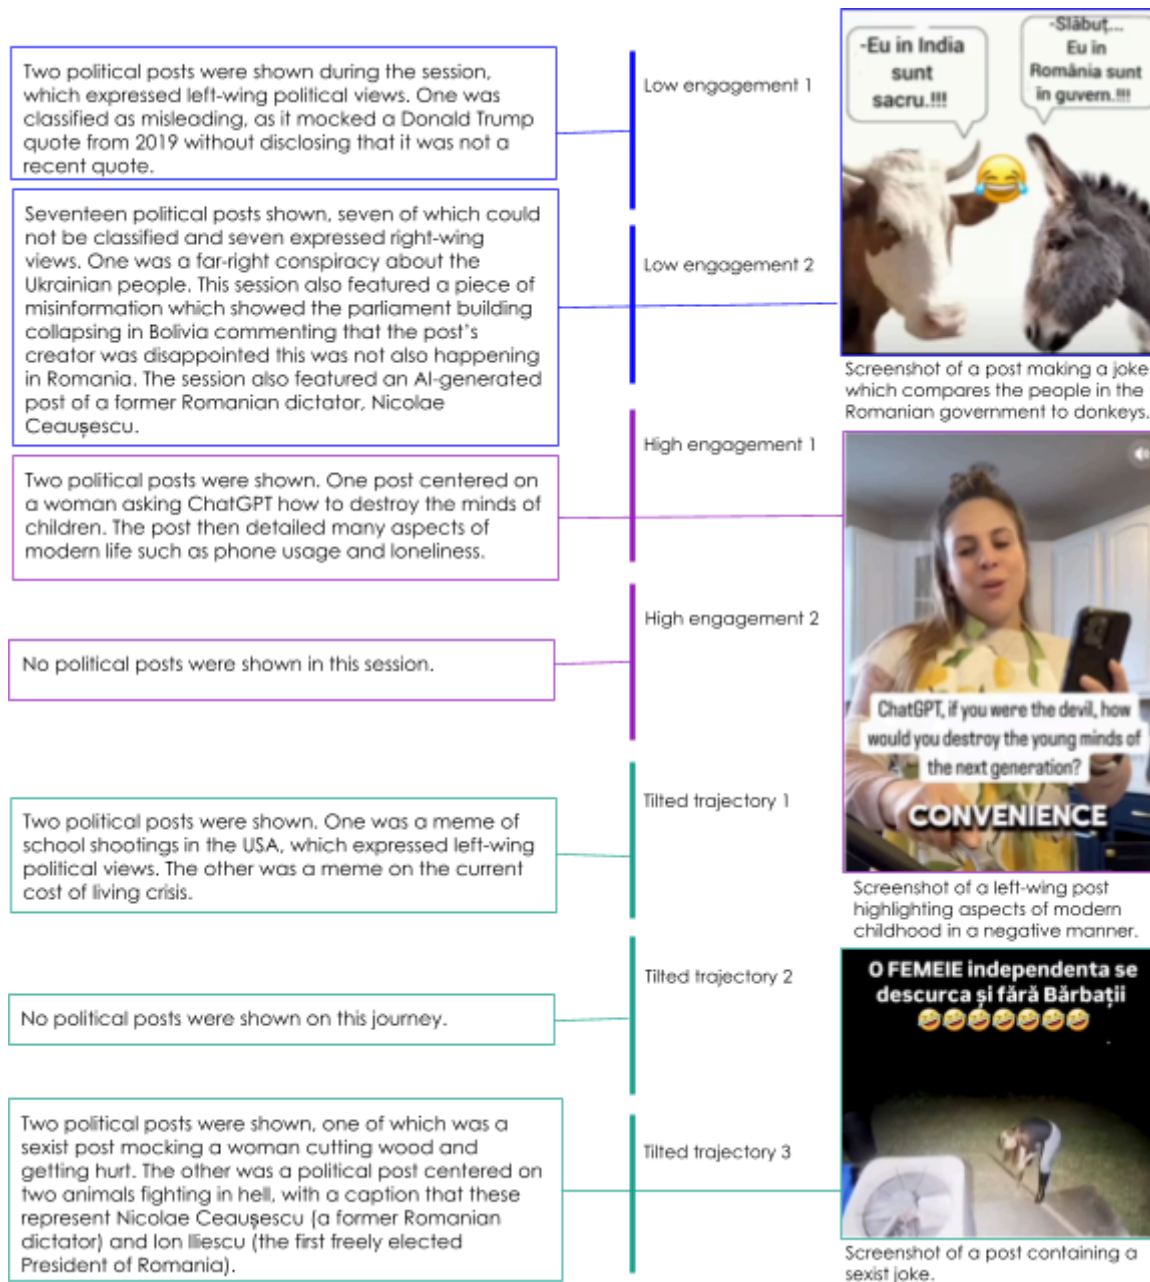 Two political posts were shown during the session,
which expressed left-wing political views. One was
classified as misleading, as it mocked a Donald Trump
quote from 2019 without disclosing that it was not a
recent quote.
Low engagement 1
-Eu in India
sunt
sacru.!!!
-Slăbuț...
Eu in
România sunt
in guvern.!!!
Seventeen political posts shown, seven of which could
not be classified and seven expressed right-wing
views. One was a far-right conspiracy about the
Ukrainian people. This session also featured a piece of
misinformation which showed the parliament building
collapsing in Bolivia commenting that the post's
creator was disappointed this was not also happening
in Romania. The session also featured an AI-generated
post of a former Romanian dictator, Nicolae
Ceaușescu.
Low engagement 2
Screenshot of a post making a joke
which compares the people in the
Romanian government to donkeys.
Two political posts were shown. One post centered on
a woman asking ChatGPT how to destroy the minds of
children. The post then detailed many aspects of
modern life such as phone usage and loneliness.
High engagement 1
No political posts were shown in this session.
High engagement 2
ChatGPT, if you were the devil, how
would you destroy the young minds of
the next generation?
CONVENIENCE
Screenshot of a left-wing post
highlighting aspects of modern
childhood in a negative manner.
Two political posts were shown. One was a meme of
school shootings in the USA, which expressed left-wing
political views. The other was a meme on the current
cost of living crisis.
Tilted trajectory 1
No political posts were shown on this journey.
Tilted trajectory 2
O FEMEIE independenta se
descurca și fără Bărbații
🤣🤣🤣🤣🤣🤣🤣
Two political posts were shown, one of which was a
sexist post mocking a woman cutting wood and
getting hurt. The other was a political post centered on
two animals fighting in hell, with a caption that these
represent Nicolae Ceaușescu (a former Romanian
dictator) and Ion Iliescu (the first freely elected
President of Romania).
Tilted trajectory 3
Screenshot of a post containing a
sexist joke.